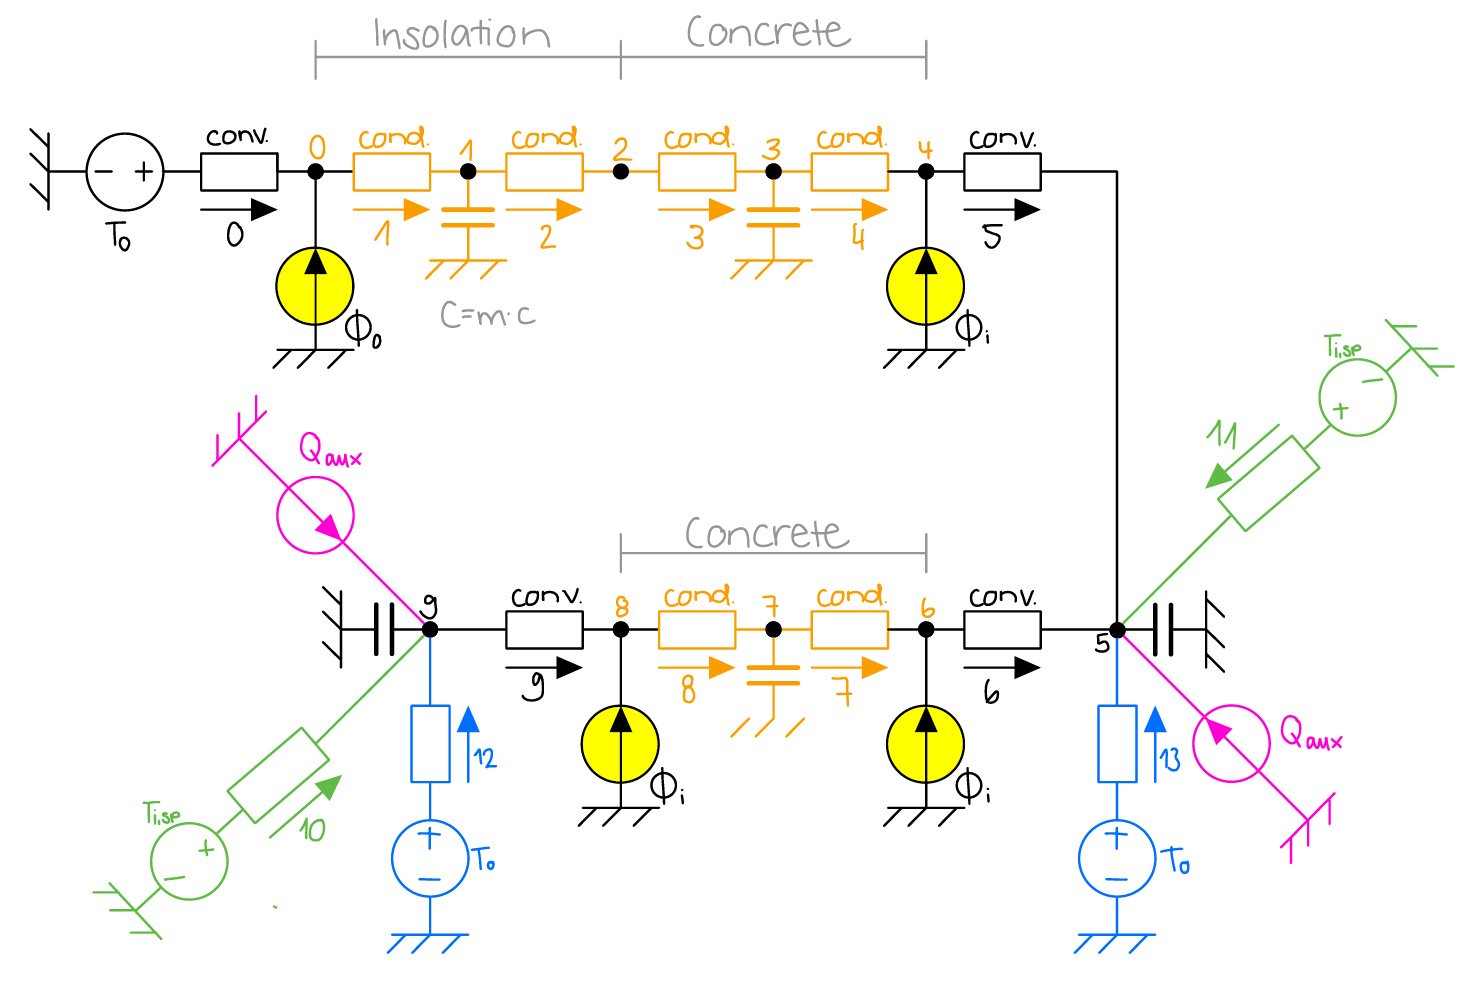 Insolation Concrete
conv. 0 cond. 1 cond. 2 cond. 3 cond. 4 conv.
− +
T₀ 0 1 2 3 4 5
C=m·c
ϕ₀ ϕᵢ
Ti,sp
−
+
11
Qaux
Concrete
9 conv. 8 cond. 7 cond. 6 conv.
5
9 8 7 6
12 13
Qaux
ϕᵢ ϕᵢ
Ti,sp
+
−
10
+
−
T₀
+
−
T₀